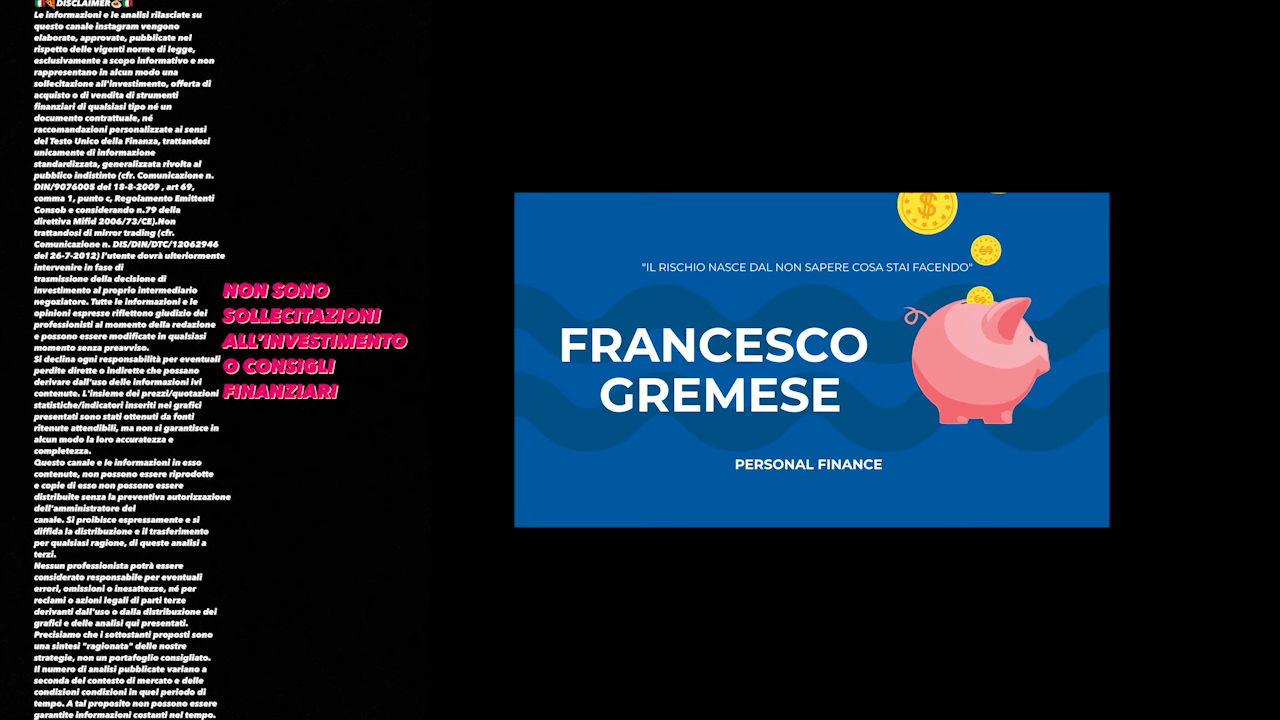 DISCLAIMER
Le informazioni e le analisi rilasciate su
questo canale instagram vengono
elaborate, approvate, pubblicate nel
rispetto delle vigenti norme di legge,
esclusivamente a scopo informativo e non
rappresentano in alcun modo una
sollecitazione all'investimento, offerta di
acquisto o di vendita di strumenti
finanziari di qualsiasi tipo né un
documento contrattuale, né
raccomandazioni personalizzate ai sensi
del Testo Unico della Finanza, trattandosi
unicamente di informazione
standardizzata, generalizzata rivolta al
pubblico indistinto (cfr. Comunicazione n.
DIN/9076005 del 18-8-2009 , art 69,
comma 1, punto c, Regolamento Emittenti
Consob e considerando n.79 della
direttiva Mifid 2006/73/CE).Non
trattandosi di mirror trading (cfr.
Comunicazione n. DIS/DIN/DTC/12062946
del 26-7-2012) l'utente dovrà ulteriormente
intervenire in fase di
trasmissione della decisione di
investimento al proprio intermediario
negoziatore. Tutte le informazioni e le
opinioni espresse riflettono giudizio dei
professionisti al momento della redazione
e possono essere modificate in qualsiasi
momento senza preavviso.
Si declina ogni responsabilità per eventuali
perdite dirette o indirette che possano
derivare dall'uso delle informazioni ivi
contenute. L'insieme dei prezzi/quotazioni
statistiche/indicatori inseriti nei grafici
presentati sono stati ottenuti da fonti
ritenute attendibili, ma non si garantisce in
alcun modo la loro accuratezza e
completezza.
Questo canale e le informazioni in esso
contenute, non possono essere riprodotte
e copie di esso non possono essere
distribuite senza la preventiva autorizzazione
dell'amministratore del
canale. Si proibisce espressamente e si
diffida la distribuzione e il trasferimento
per qualsiasi ragione, di queste analisi a
terzi.
Nessun professionista potrà essere
considerato responsabile per eventuali
errori, omissioni o inesattezze, né per
reclami o azioni legali di parti terze
derivanti dall'uso o dalla distribuzione dei
grafici e delle analisi qui presentati.
Precisiamo che i sottostanti proposti sono
una sintesi "ragionata" delle nostre
strategie, non un portafoglio consigliato.
Il numero di analisi pubblicate variano a
seconda del contesto di mercato e delle
condizioni condizioni in quel periodo di
tempo. A tal proposito non possono essere
garantite informazioni costanti nel tempo.
NON SONO
SOLLECITAZIONI
ALL'INVESTIMENTO
O CONSIGLI
FINANZIARI
"IL RISCHIO NASCE DAL NON SAPERE COSA STAI FACENDO"
FRANCESCO
GREMESE
PERSONAL FINANCE